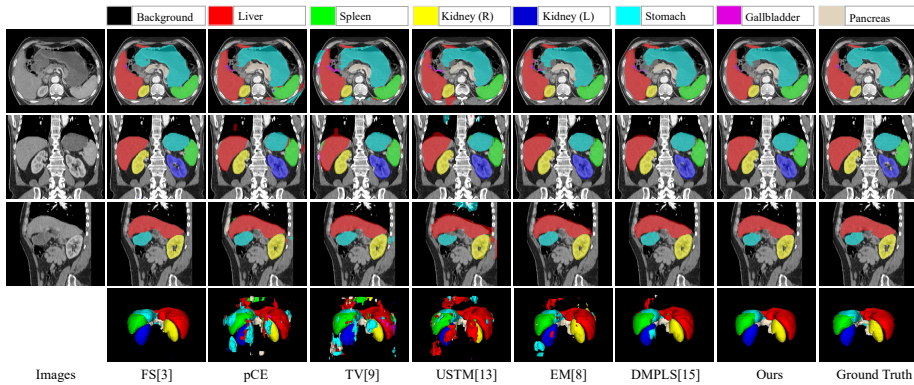 Background Liver Spleen Kidney (R) Kidney (L) Stomach Gallbladder Pancreas
Images FS[3] pCE TV[9] USTM[13] EM[8] DMPLS[15] Ours Ground Truth